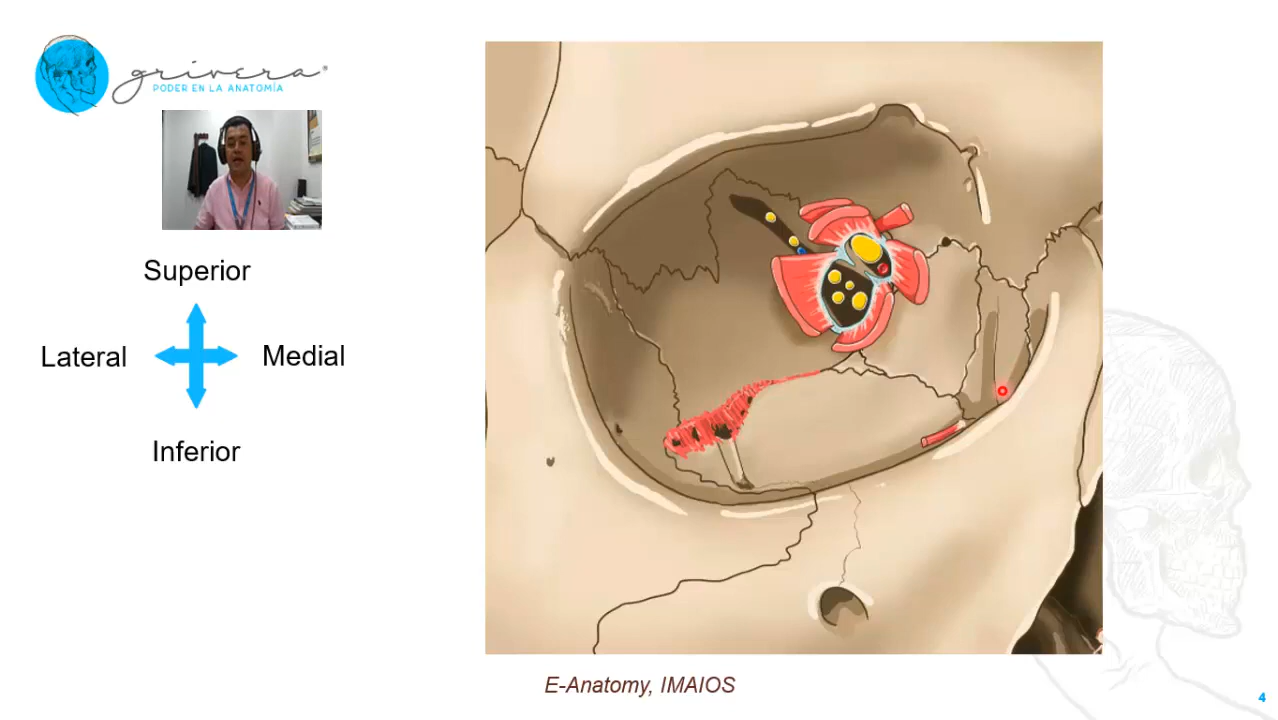 grivera
PODER EN LA ANATOMÍA
Superior
Lateral
Medial
Inferior
E-Anatomy, IMAIOS
4